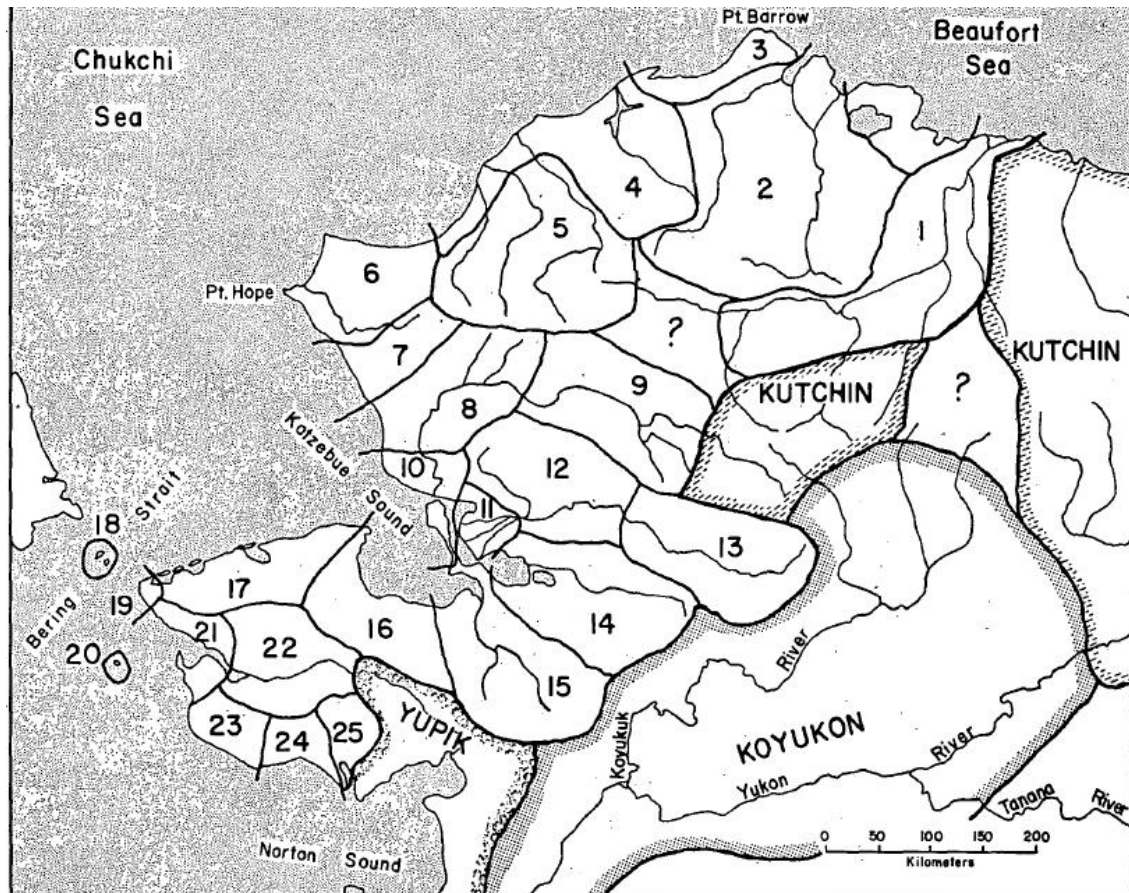 Pt. Barrow
Beaufort
Sea
Chukchi
Sea
3
4
2
1
5
6
Pt. Hope
7
?
KUTCHIN
KUTCHIN
?
9
8
Kotzebue Sound
10
12
11
13
18
Bering Strait
19
17
16
14
21
22
20
15
23
24
25
YUPIK
KOYUKON
River
Koyukuk
River
Yukon
Tanana River
0 50 100 150 200
Kilometers
Norton Sound